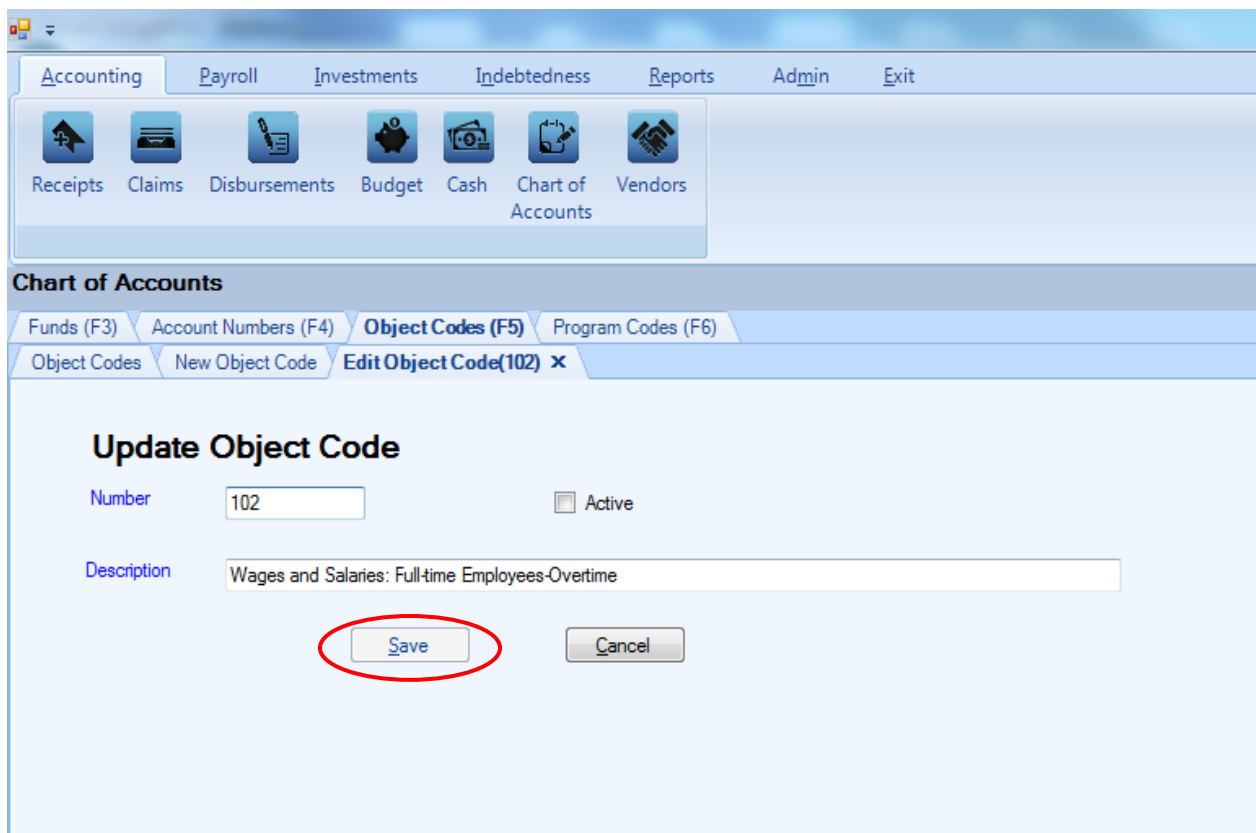 Accounting Payroll Investments Indebtedness Reports Admin Exit
Receipts Claims Disbursements Budget Cash Chart of Accounts Vendors
Chart of Accounts
Funds (F3) Account Numbers (F4) Object Codes (F5) Program Codes (F6)
Object Codes New Object Code Edit Object Code(102) x
Update Object Code
Number 102 Active
Description Wages and Salaries: Full-time Employees-Overtime
Save Cancel